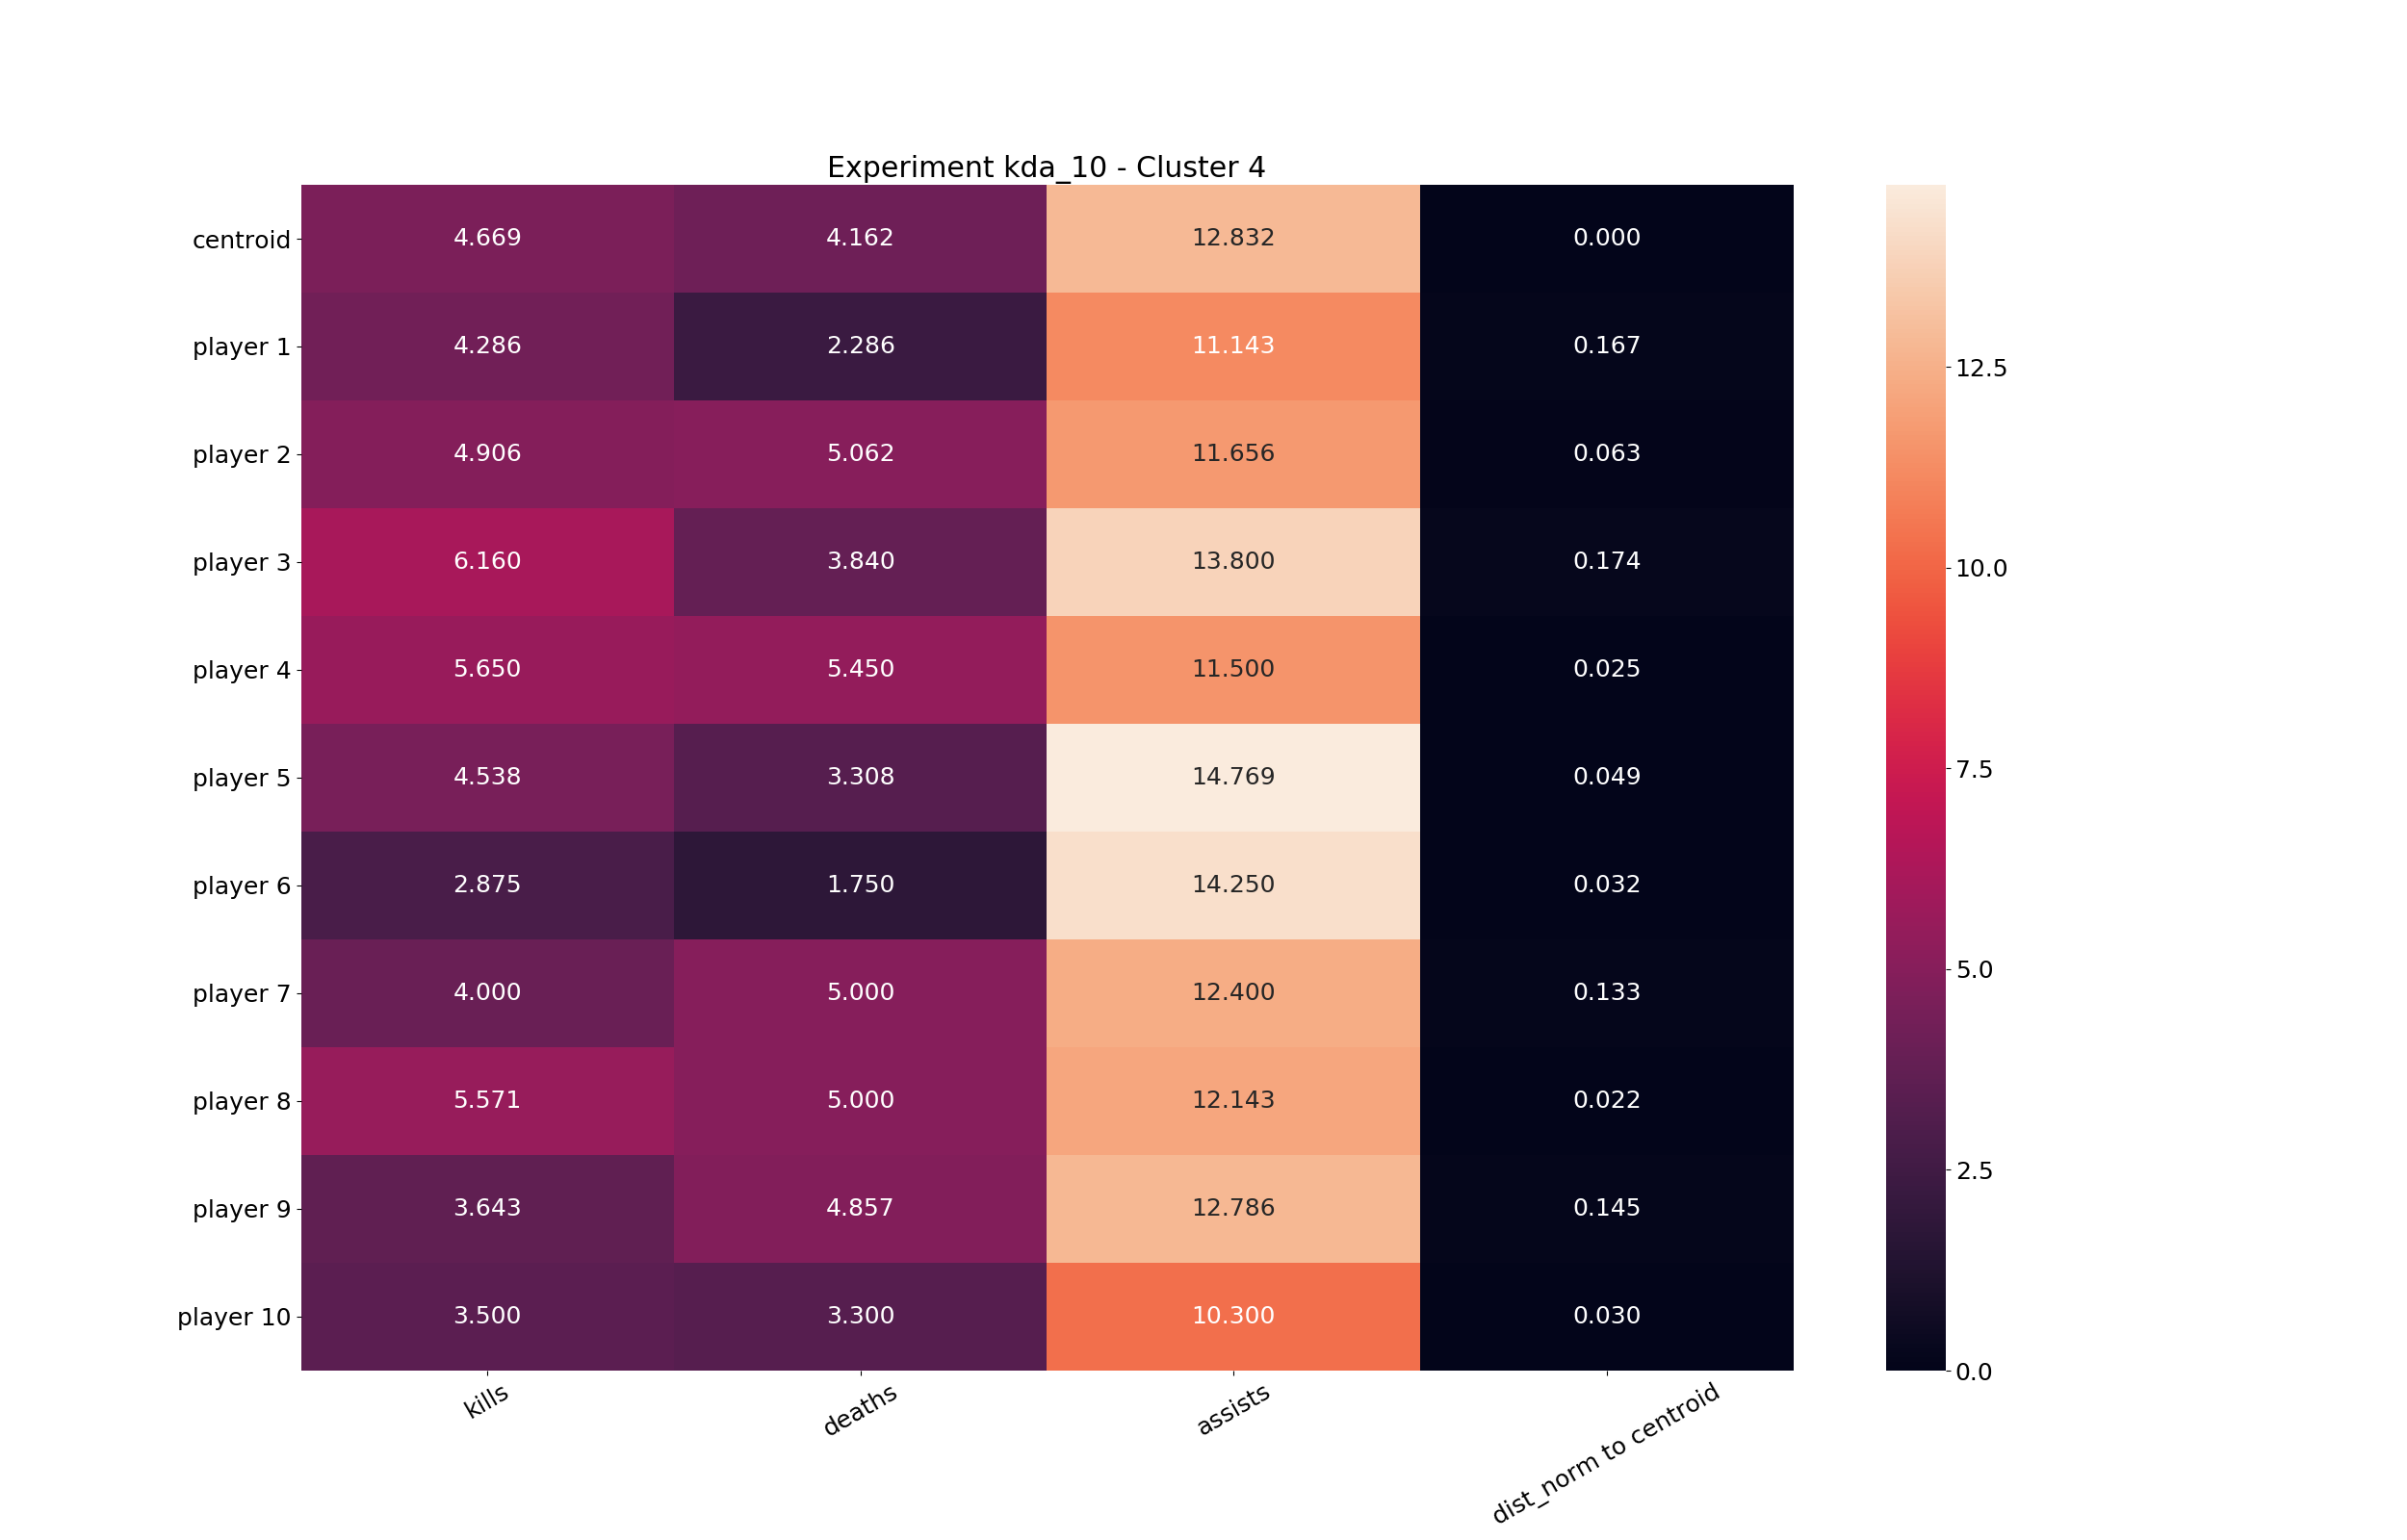 Experiment kda_10 - Cluster 4
centroid 4.669 4.162 12.832 0.000
player 1 4.286 2.286 11.143 0.167
player 2 4.906 5.062 11.656 0.063
player 3 6.160 3.840 13.800 0.174
player 4 5.650 5.450 11.500 0.025
player 5 4.538 3.308 14.769 0.049
player 6 2.875 1.750 14.250 0.032
player 7 4.000 5.000 12.400 0.133
player 8 5.571 5.000 12.143 0.022
player 9 3.643 4.857 12.786 0.145
player 10 3.500 3.300 10.300 0.030
kills deaths assists dist_norm to centroid
12.5
10.0
7.5
5.0
2.5
0.0